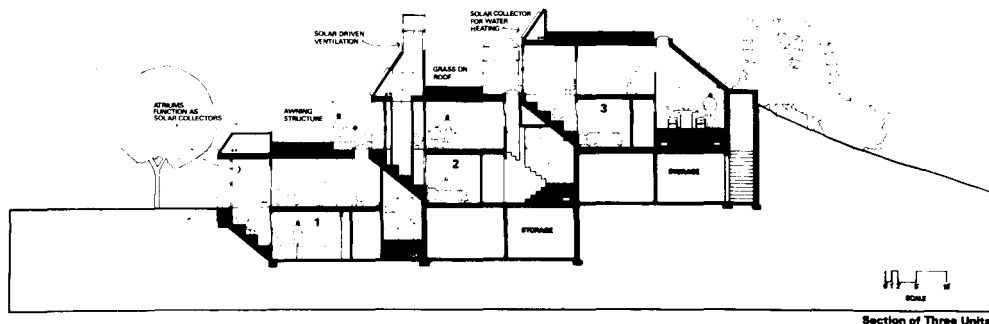 SOLAR DRIVEN
VENTILATION
SOLAR COLLECTOR
FOR WATER
HEATING
GRASS ON
ROOF
ATRIUMS
FUNCTION AS
SOLAR COLLECTORS
AWNING
STRUCTURE
3
2
1
STORAGE
STORAGE
SCALE
Section of Three Units